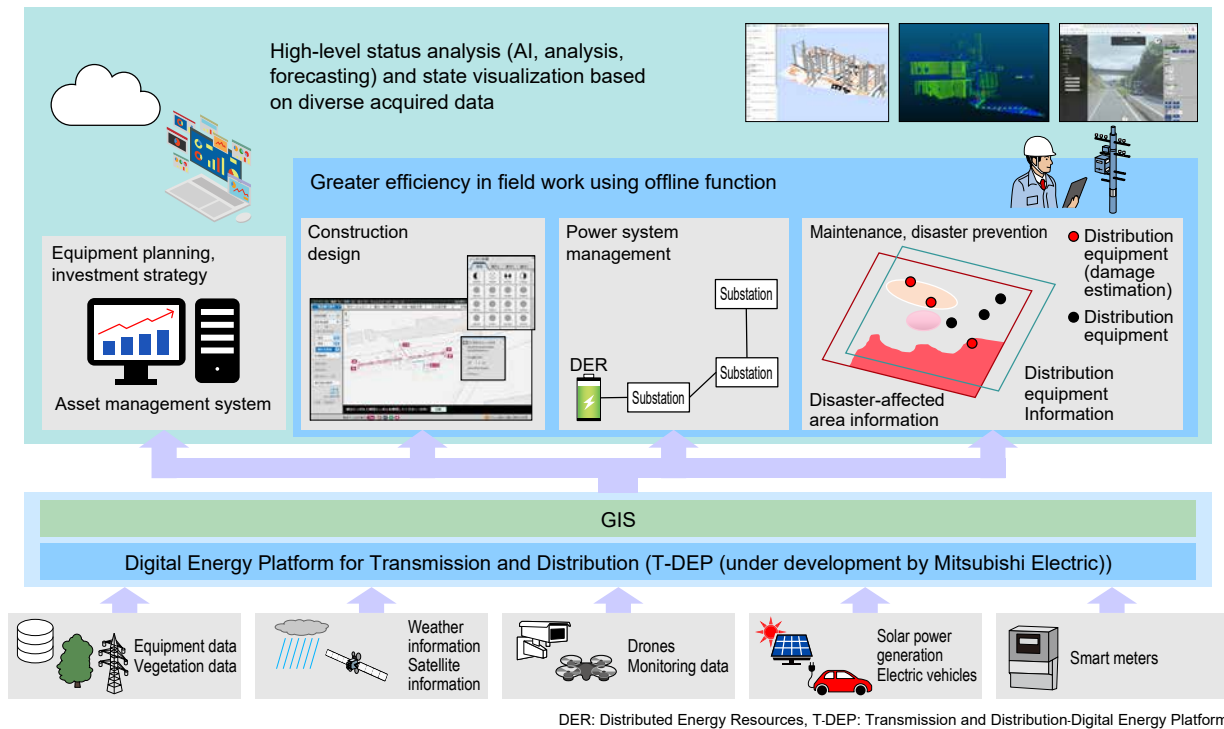 High-level status analysis (AI, analysis,
forecasting) and state visualization based
on diverse acquired data
Greater efficiency in field work using offline function
Equipment planning,
investment strategy
Asset management system
Construction
design
Power system
management
Substation
Substation
DER
Substation
Maintenance, disaster prevention
Distribution
equipment
(damage
estimation)
Distribution
equipment
Disaster-affected
area information
Distribution
equipment
Information
GIS
Digital Energy Platform for Transmission and Distribution (T-DEP (under development by Mitsubishi Electric))
Equipment data
Vegetation data
Weather
information
Satellite
information
Drones
Monitoring data
Solar power
generation
Electric vehicles
Smart meters
DER: Distributed Energy Resources, T-DEP: Transmission and Distribution-Digital Energy Platform